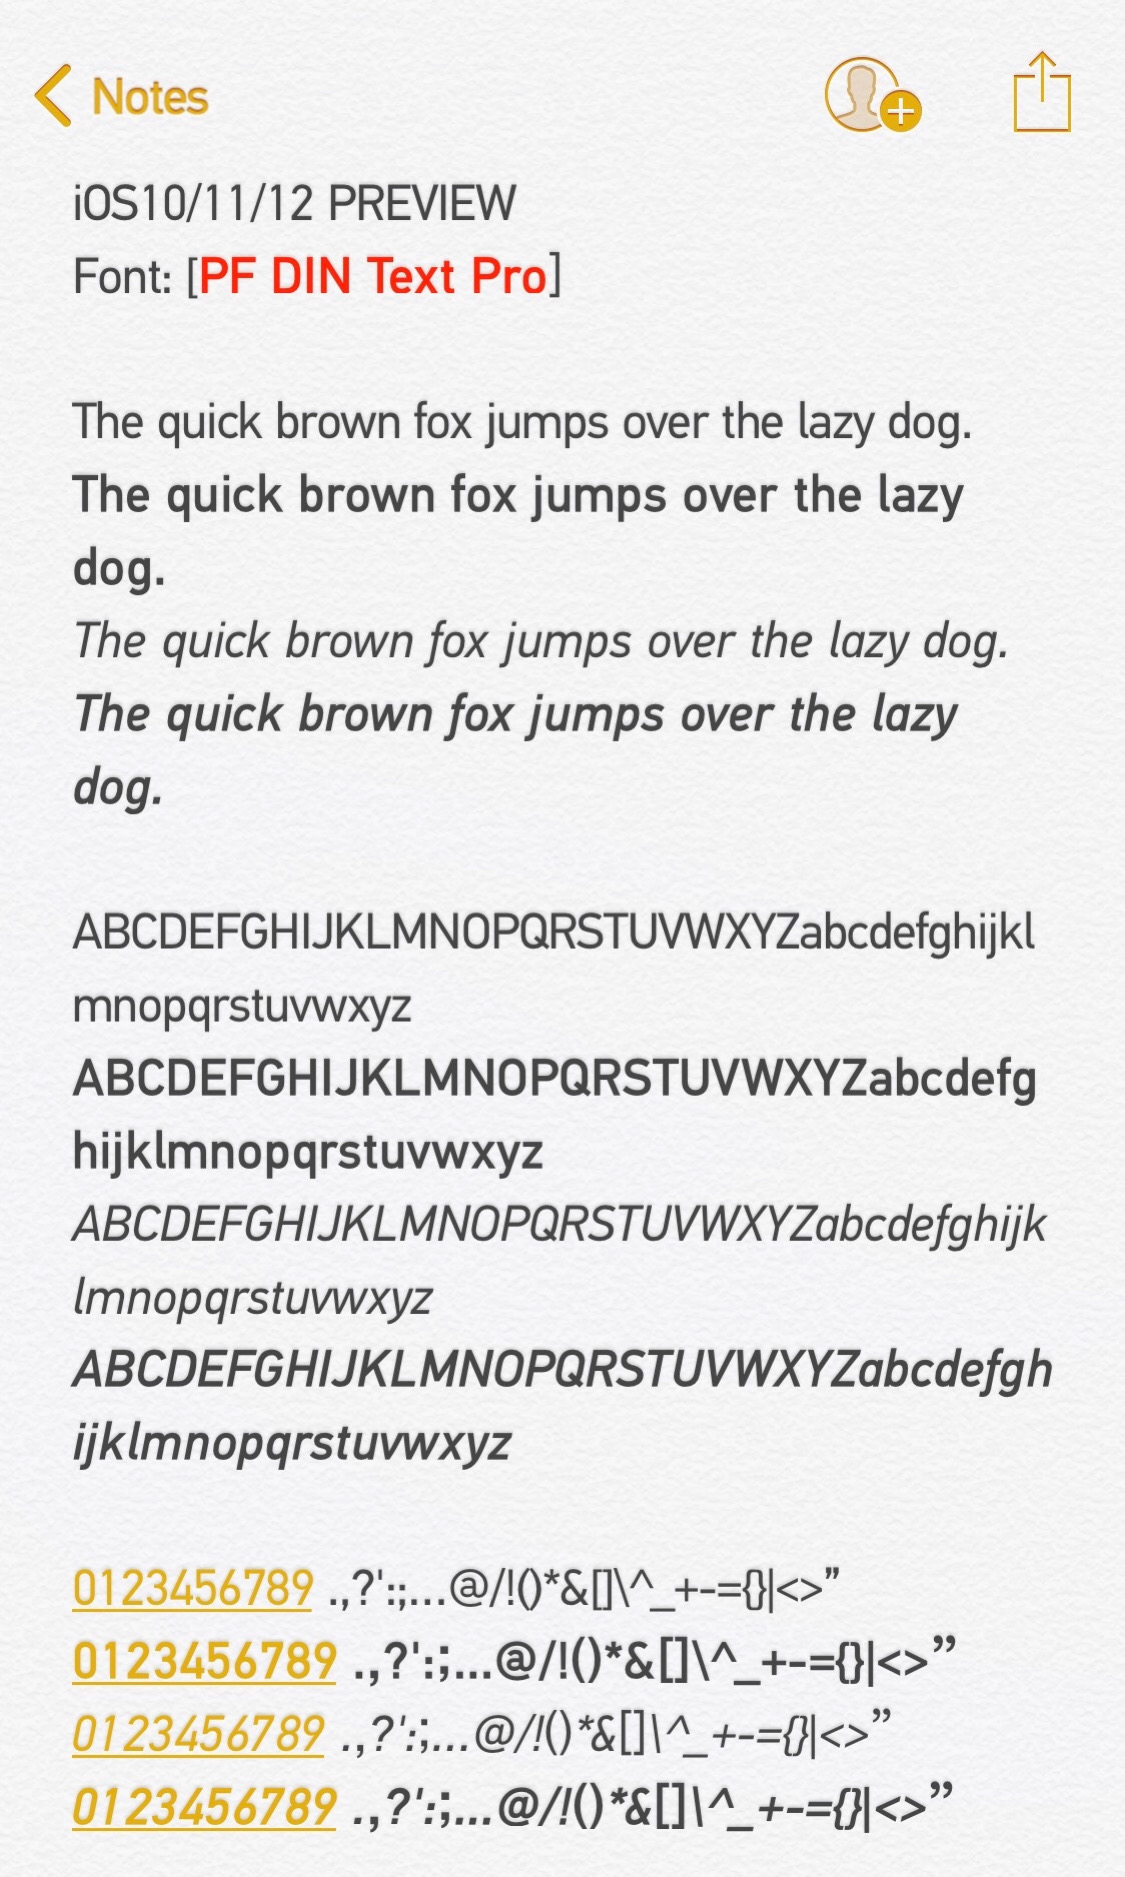 Notes
iOS10/11/12 PREVIEW
Font: [PF DIN Text Pro]
The quick brown fox jumps over the lazy dog.
The quick brown fox jumps over the lazy
dog.
The quick brown fox jumps over the lazy dog.
The quick brown fox jumps over the lazy
dog.
ABCDEFGHIJKLMNOPQRSTUVWXYZabcdefghijkl
mnopqrstuvwxyz
ABCDEFGHIJKLMNOPQRSTUVWXYZabcdefg
hijklmnopqrstuvwxyz
ABCDEFGHIJKLMNOPQRSTUVWXYZabcdefghijk
lmnopqrstuvwxyz
ABCDEFGHIJKLMNOPQRSTUVWXYZabcdefgh
ijklmnopqrstuvwxyz
0123456789 .,?':;...@/!()*&[]\^_+-={}|<>”
0123456789 .,?':;...@/!()*&[]\^_+-={}|<>”
0123456789 .,?':;...@/!()*&[]\^_+-={}|<>”
0123456789 .,?':;...@/!()*&[]\^_+-={}|<>”